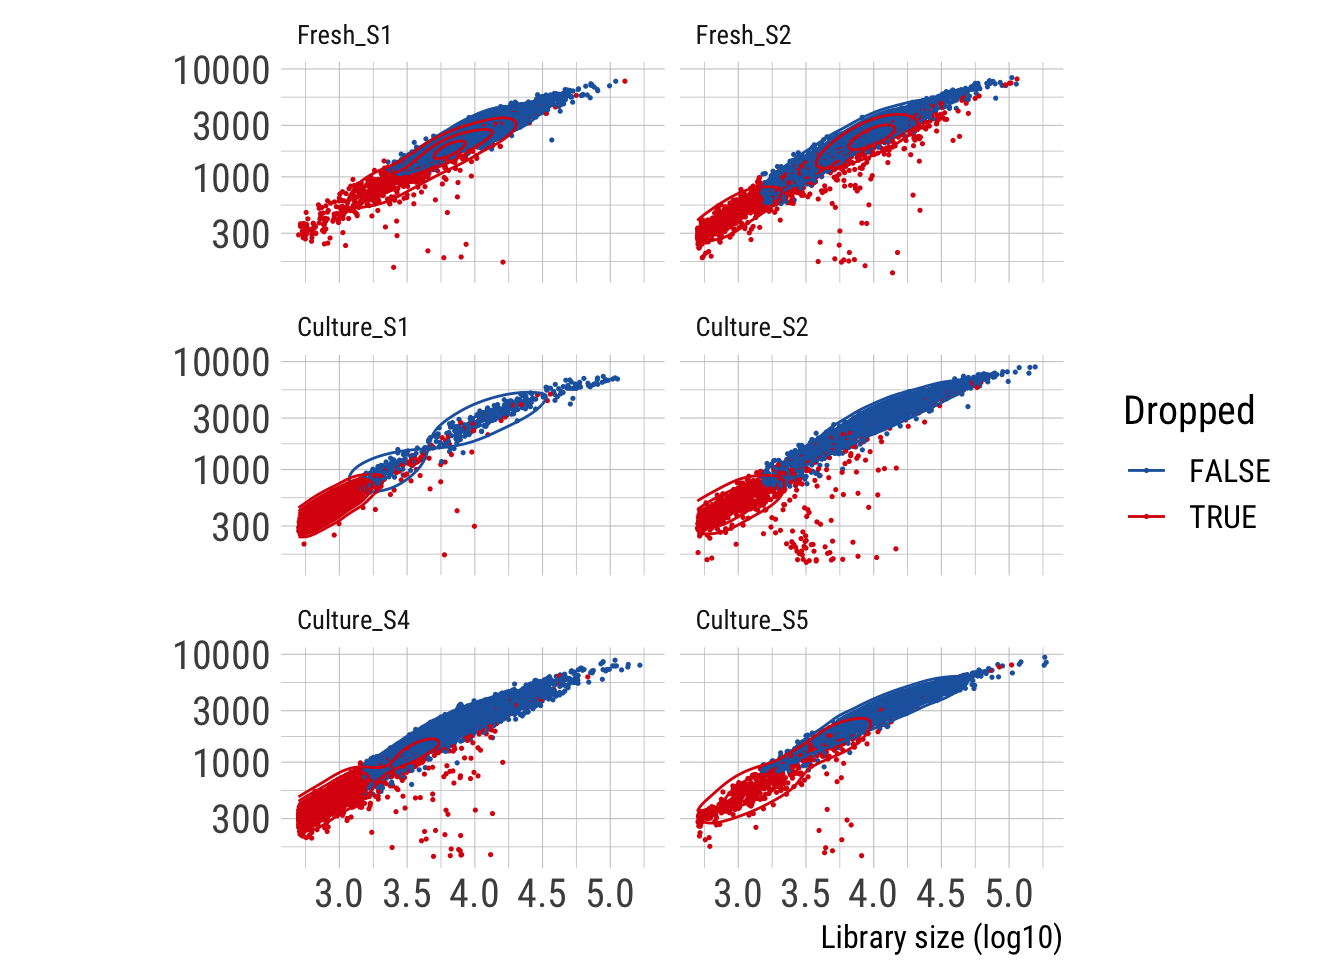 Fresh_S1
Fresh_S2
10000
3000
1000
300
Culture_S1
Culture_S2
10000
3000
1000
300
Culture_S4
Culture_S5
10000
3000
1000
300
3.0 3.5 4.0 4.5 5.0
3.0 3.5 4.0 4.5 5.0
Library size (log10)
Dropped
FALSE
TRUE